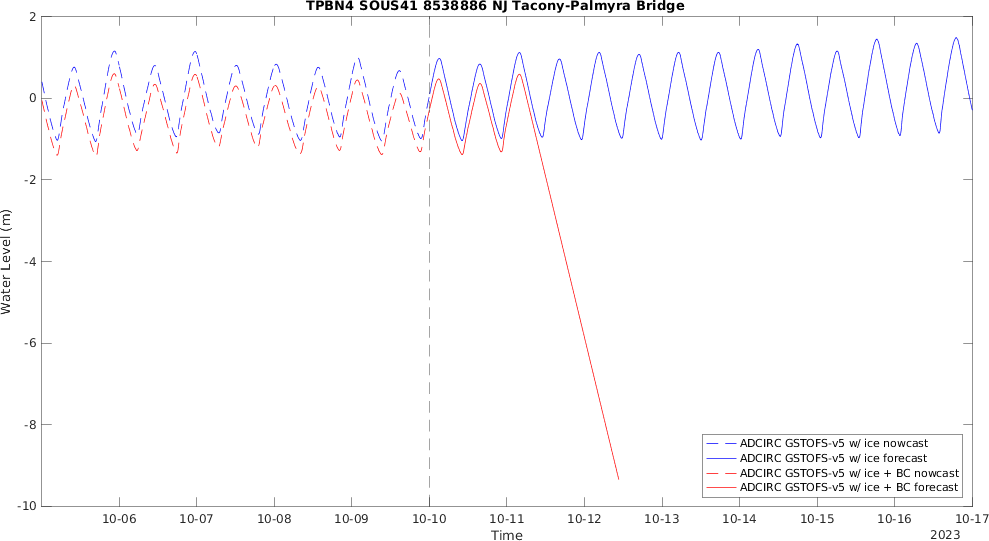 TPBN4 SOUS41 8538886 NJ Tacony-Palmyra Bridge
2
0
-2
-4
-6
-8
-10
Water Level (m)
10-06 10-07 10-08 10-09 10-10 10-11 10-12 10-13 10-14 10-15 10-16 10-17
Time
2023
ADCIRC GSTOFS-v5 w/ ice nowcast
ADCIRC GSTOFS-v5 w/ ice forecast
ADCIRC GSTOFS-v5 w/ ice + BC nowcast
ADCIRC GSTOFS-v5 w/ ice + BC forecast